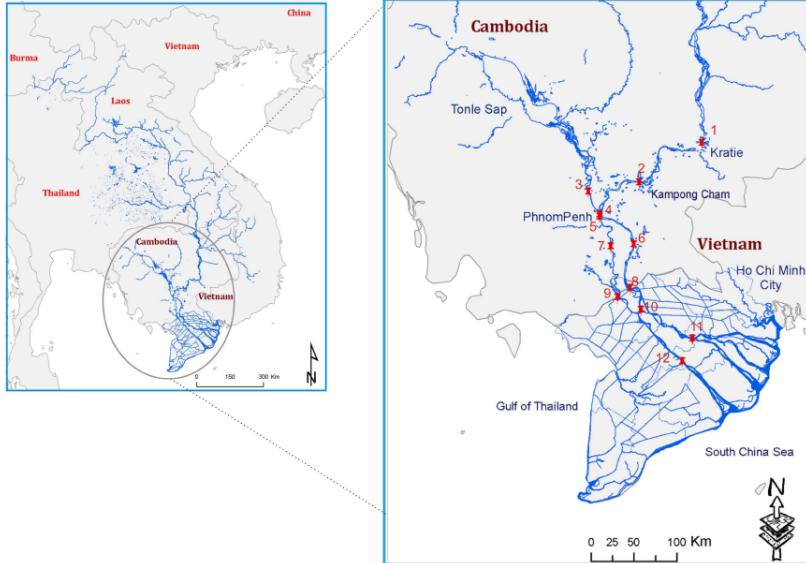 China
Vietnam
Burma
Laos
Thailand
Cambodia
Vietnam
N
0 150 300 Km
Cambodia
Tonle Sap
1
Kratie
2
3
Kampong Cham
4
PhnomPenh
5
6
7
Vietnam
Ho Chi Minh
City
8
9
10
11
12
Gulf of Thailand
South China Sea
N
0 25 50 100 Km